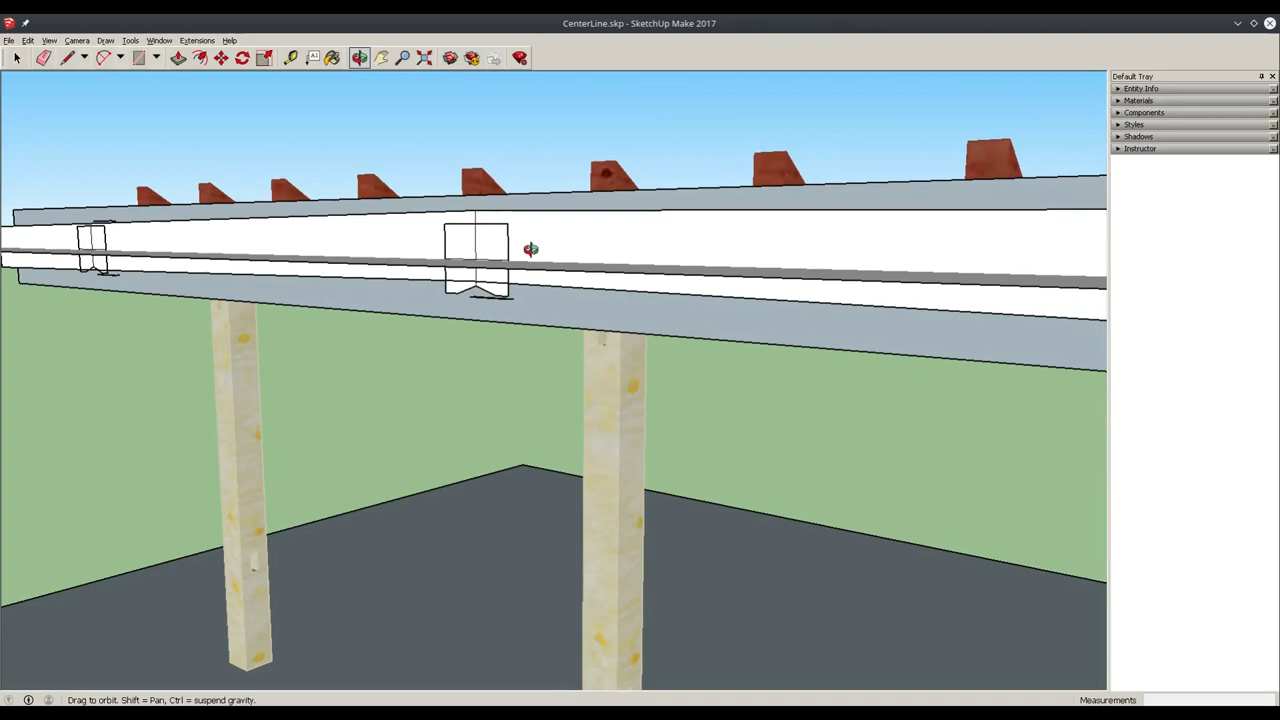 CenterLine.skp - SketchUp Make 2017
File Edit View Camera Draw Tools Window Extensions Help
A1
Default Tray
Entity Info
Materials
Components
Styles
Shadows
Instructor
Drag to orbit. Shift = Pan, Ctrl = suspend gravity.
Measurements